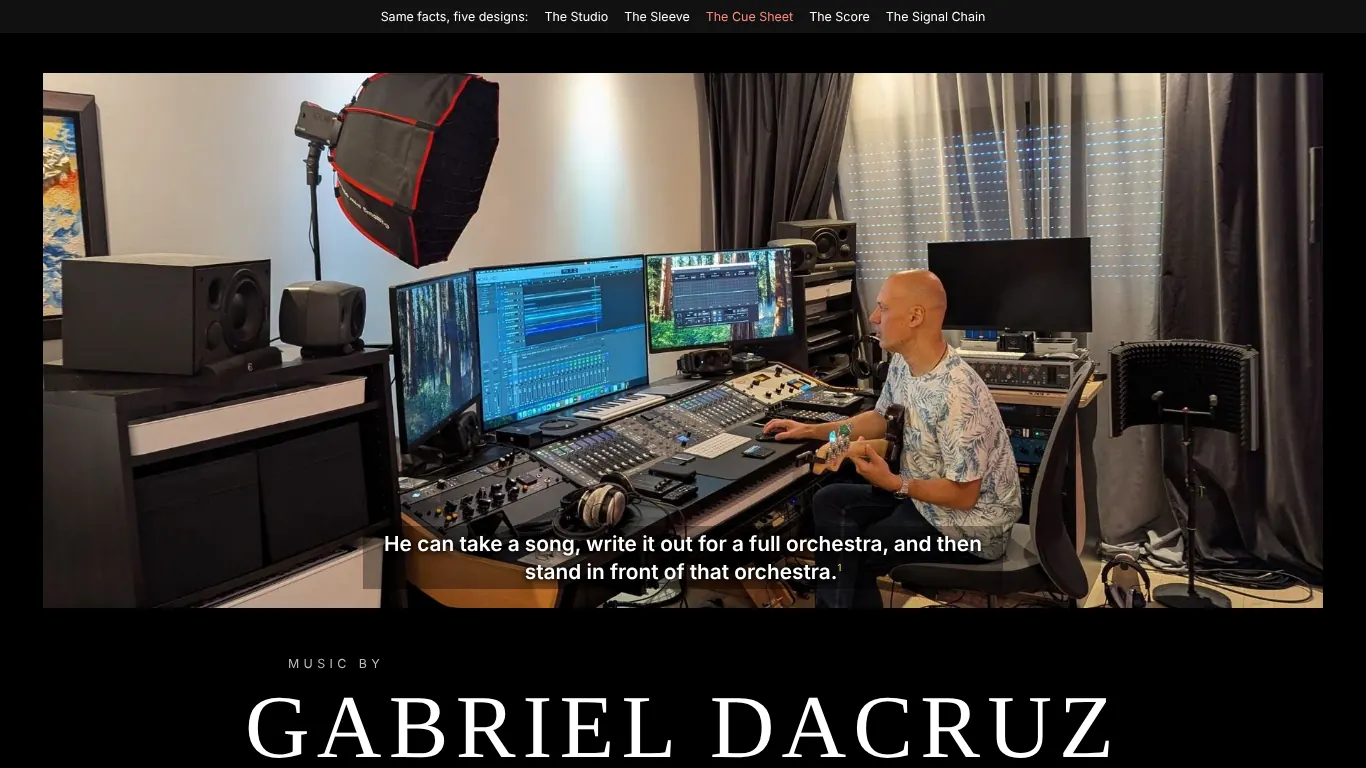 Same facts, five designs: The Studio The Sleeve The Cue Sheet The Score The Signal Chain
He can take a song, write it out for a full orchestra, and then
stand in front of that orchestra.1
MUSIC BY
GABRIEL DACRUZ